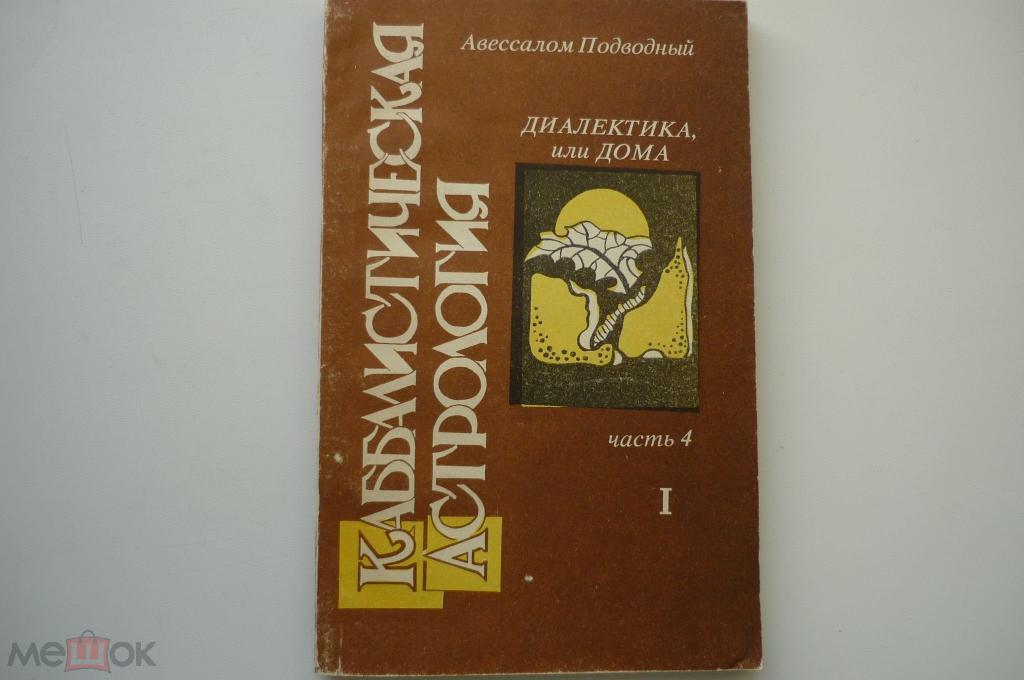 Авессалом Подводный
КАББАЛИСТИЧЕСКАЯ
АСТРОЛОГИЯ
ДИАЛЕКТИКА,
или ДОМА
часть 4
I
мешок